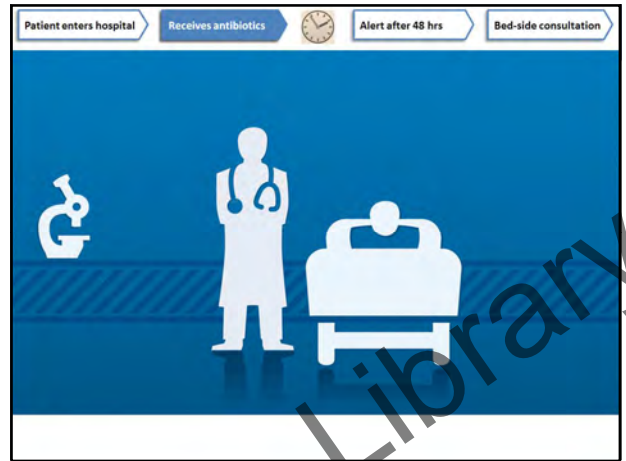 Patient enters hospital
Receives antibiotics
Alert after 48 hrs
Bed-side consultation
Library